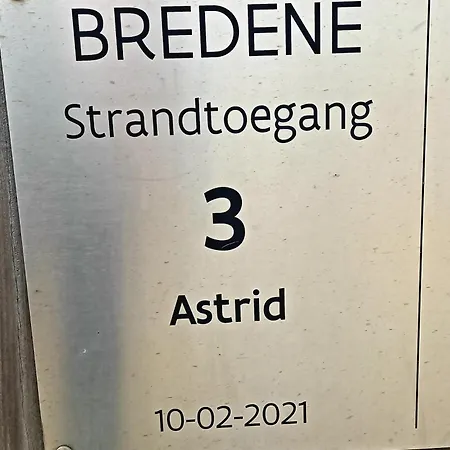 BREDENE
Strandtoegang
3
Astrid
10-02-2021